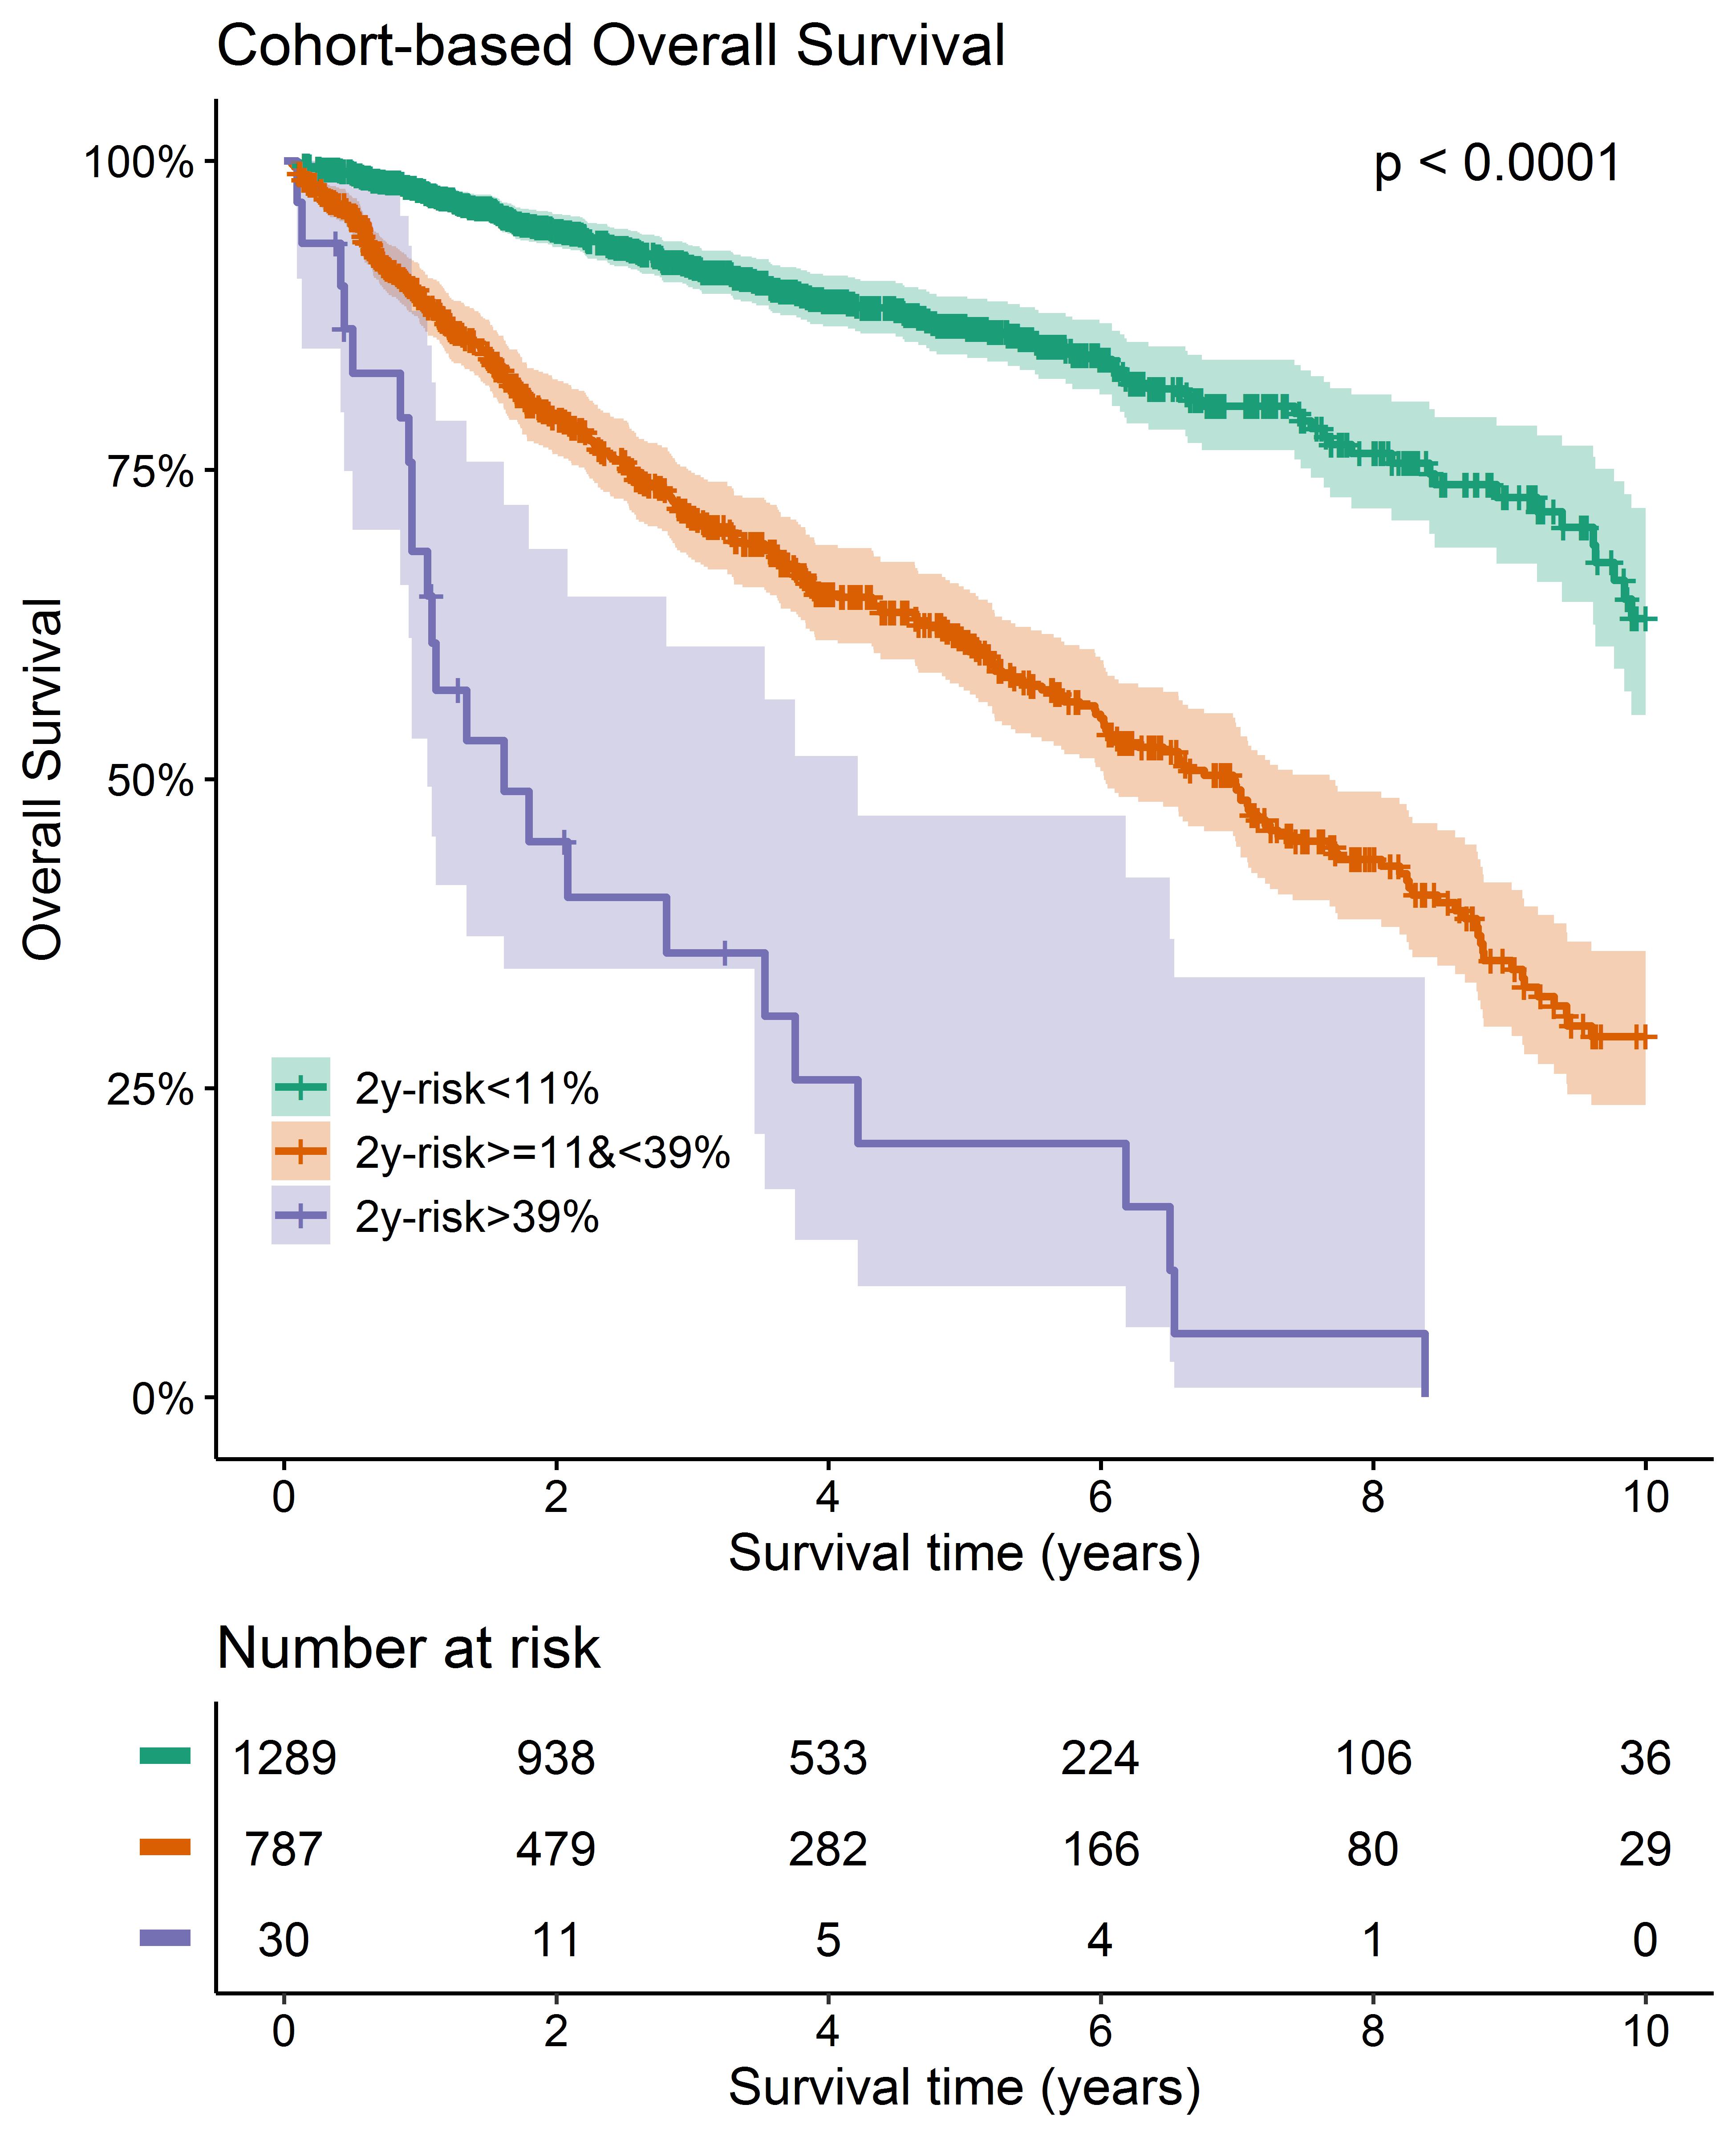 Cohort-based Overall Survival
p < 0.0001
100%
75%
50%
25%
0%
Overall Survival
2y-risk<11%
2y-risk>=11&<39%
2y-risk>39%
0 2 4 6 8 10
Survival time (years)
Number at risk
1289 938 533 224 106 36
787 479 282 166 80 29
30 11 5 4 1 0
0 2 4 6 8 10
Survival time (years)